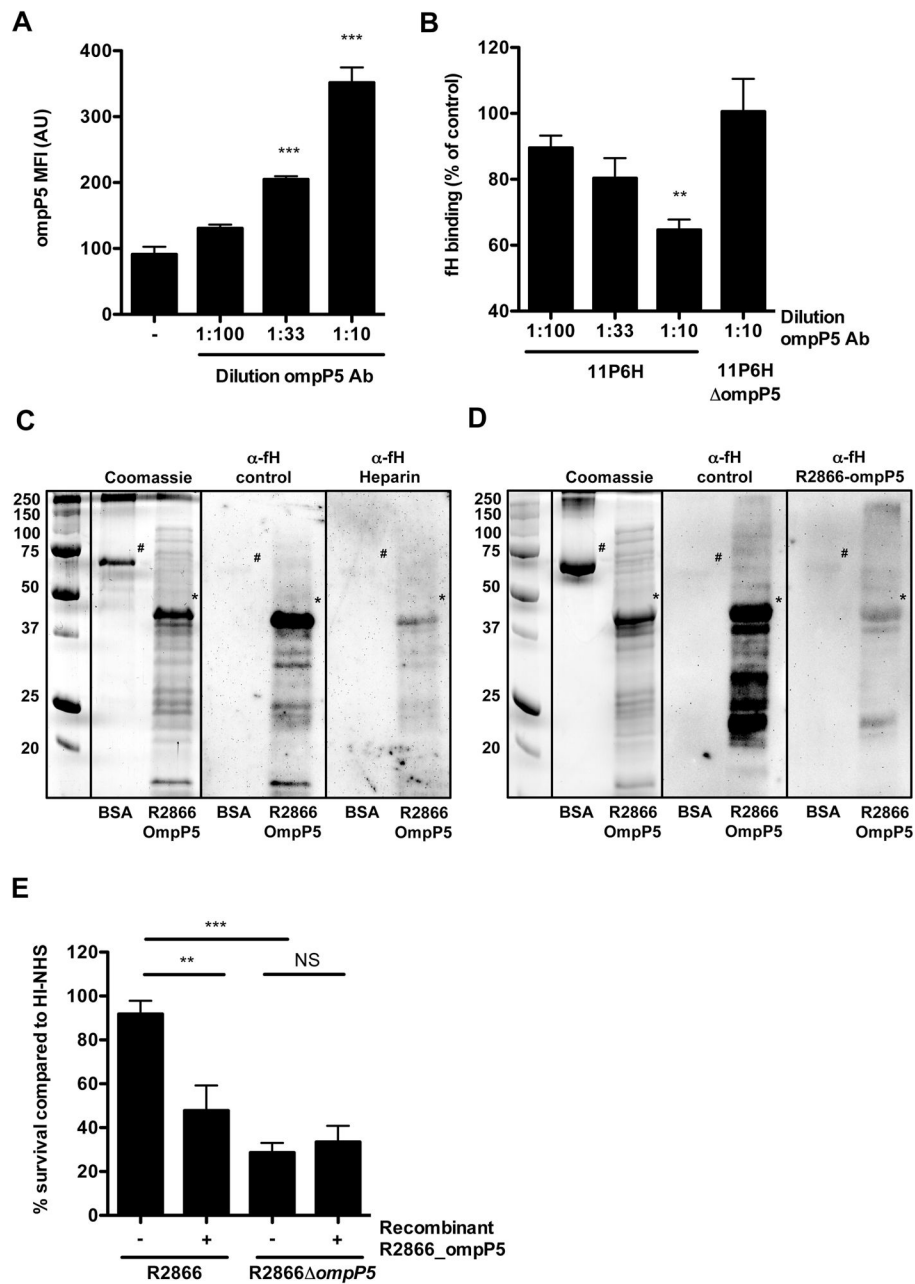 A
ompP5 MFI (AU)
400
300
200
100
0
***
***
-
1:100
1:33
1:10
Dilution ompP5 Ab
B
fH binding (% of control)
120
100
80
60
40
**
1:100
1:33
1:10
1:10
Dilution
ompP5 Ab
11P6H
11P6H
ΔompP5
C
Coomassie
α-fH
control
α-fH
Heparin
250
150
100
75
50
37
25
20
#
*
#
*
#
*
BSA
R2866
OmpP5
BSA
R2866
OmpP5
BSA
R2866
OmpP5
D
Coomassie
α-fH
control
α-fH
R2866-ompP5
250
150
100
75
50
37
25
20
#
*
#
*
#
*
BSA
R2866
OmpP5
BSA
R2866
OmpP5
BSA
R2866
OmpP5
E
% survival compared to HI-NHS
120
100
80
60
40
20
0
***
**
NS
-
+
-
+
Recombinant
R2866_ompP5
R2866
R2866ΔompP5